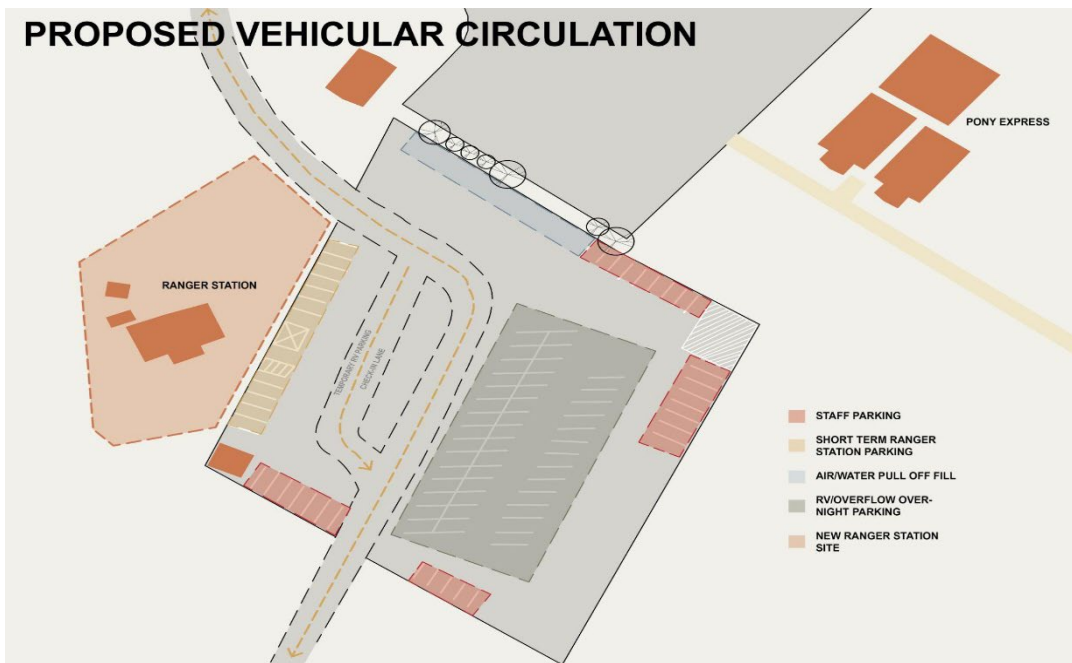 PROPOSED VEHICULAR CIRCULATION
PONY EXPRESS
RANGER STATION
TEMPORARY RV PARKING
CHECK-IN LANE
STAFF PARKING
SHORT TERM RANGER
STATION PARKING
AIR/WATER PULL OFF FILL
RV/OVERFLOW OVER-
NIGHT PARKING
NEW RANGER STATION
SITE